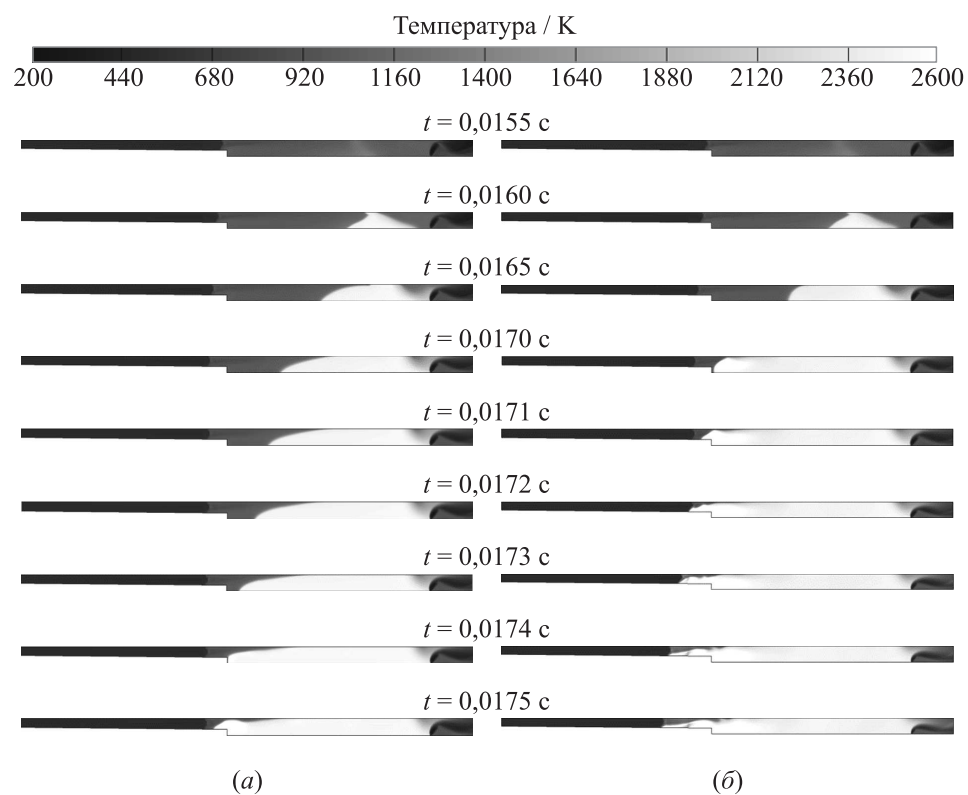 Температура / K
200 440 680 920 1160 1400 1640 1880 2120 2360 2600
t = 0,0155 с
t = 0,0160 с
t = 0,0165 с
t = 0,0170 с
t = 0,0171 с
t = 0,0172 с
t = 0,0173 с
t = 0,0174 с
t = 0,0175 с
(а) (б)